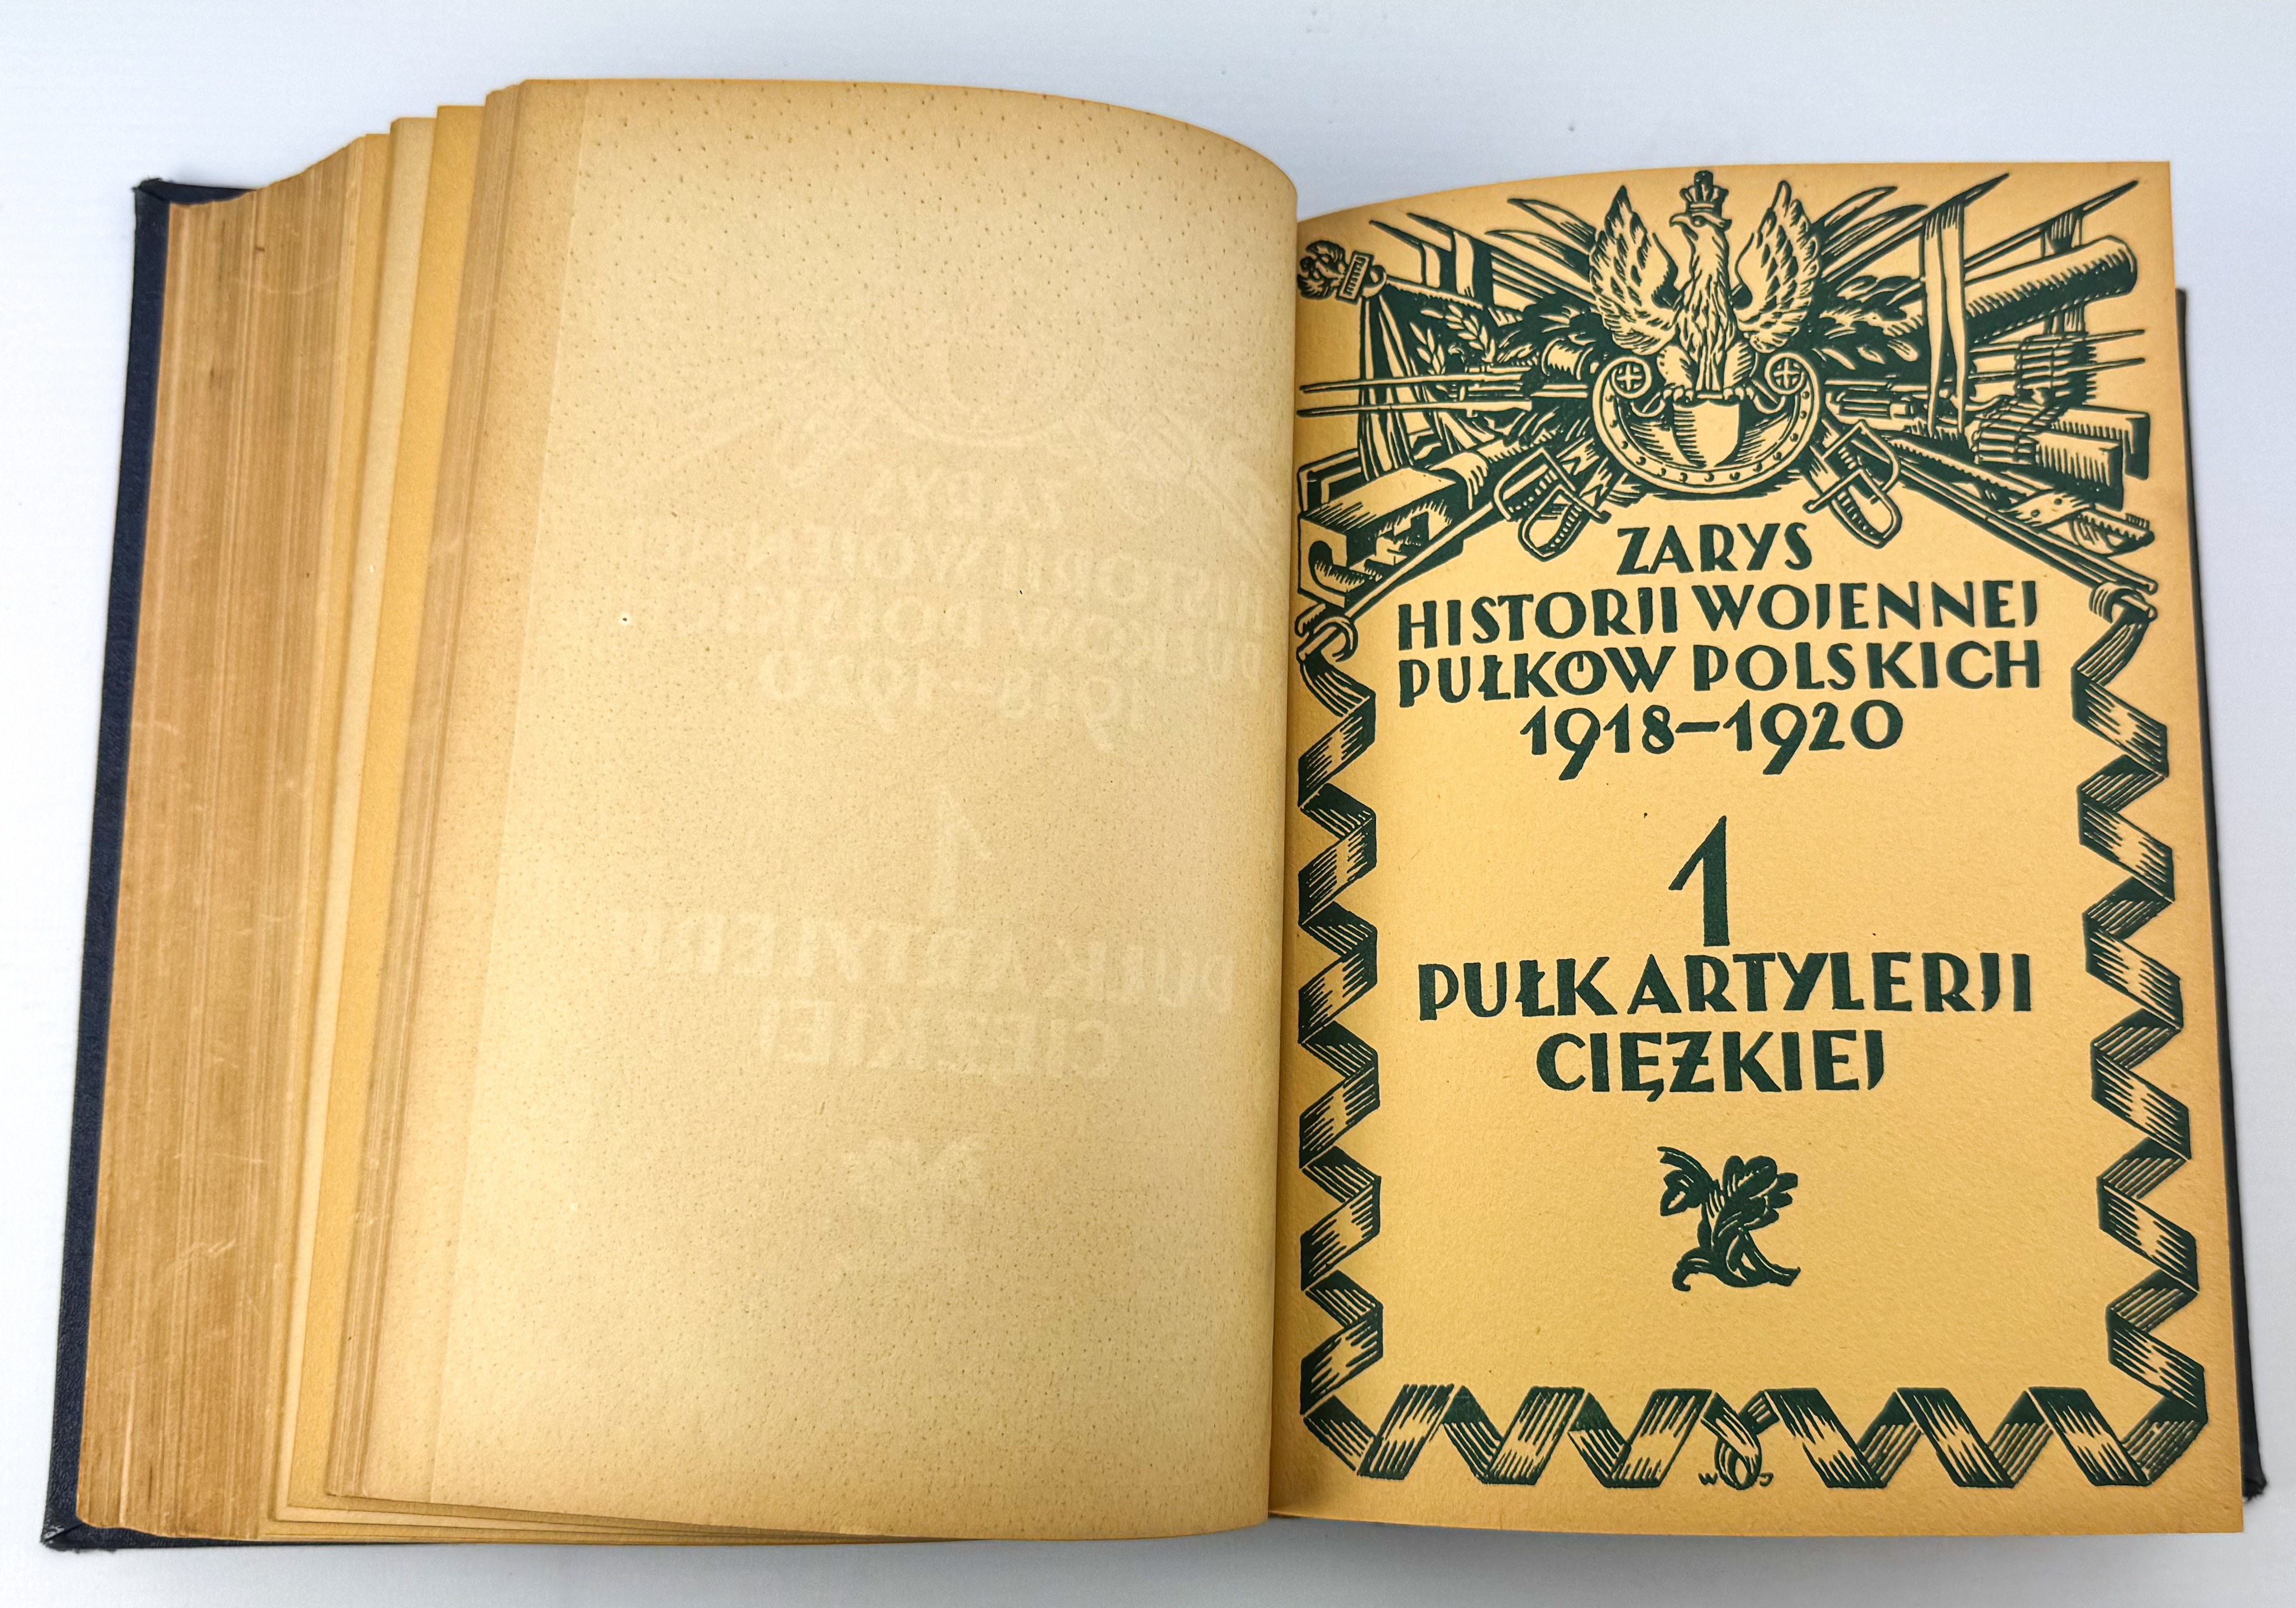 ZARYS
HISTORJI WOJENNEJ
PUŁKÓW POLSKICH
1918–1920
1
PUŁK ARTYLERJI
CIĘŻKIEJ
W J